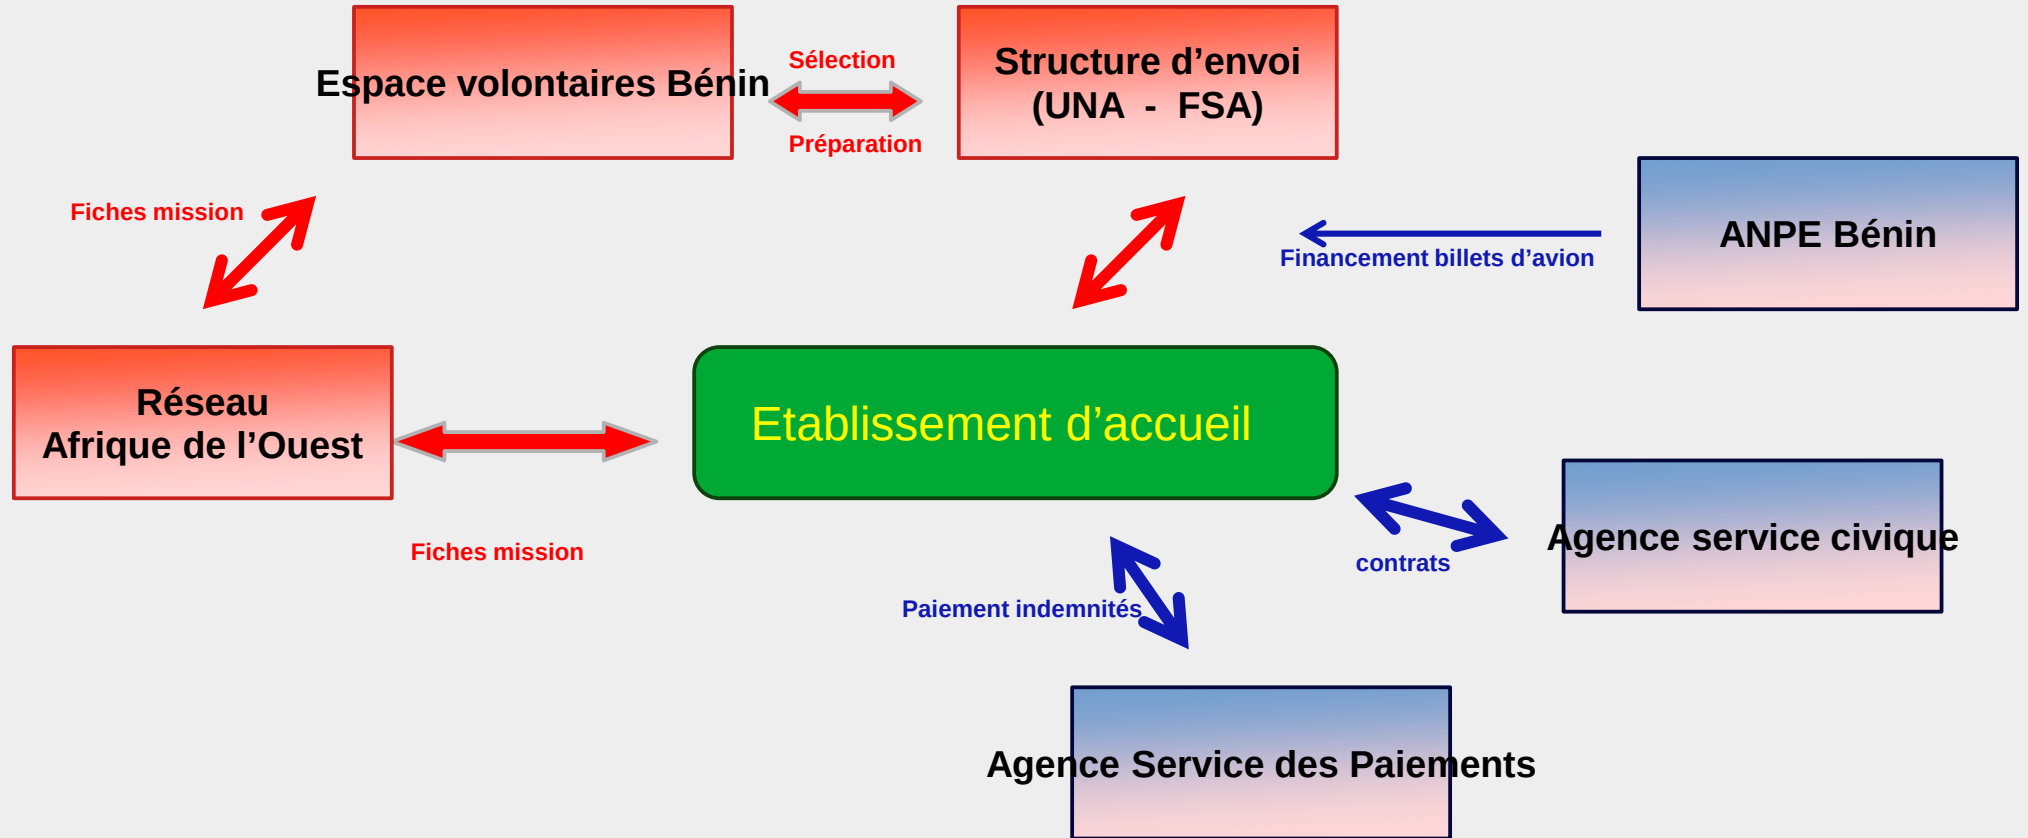 Espace volontaires Bénin
Sélection
Préparation
Structure d’envoi
(UNA - FSA)
Fiches mission
ANPE Bénin
Financement billets d’avion
Réseau
Afrique de l’Ouest
Etablissement d’accueil
Fiches mission
Agence service civique
contrats
Paiement indemnités
Agence Service des Paiements